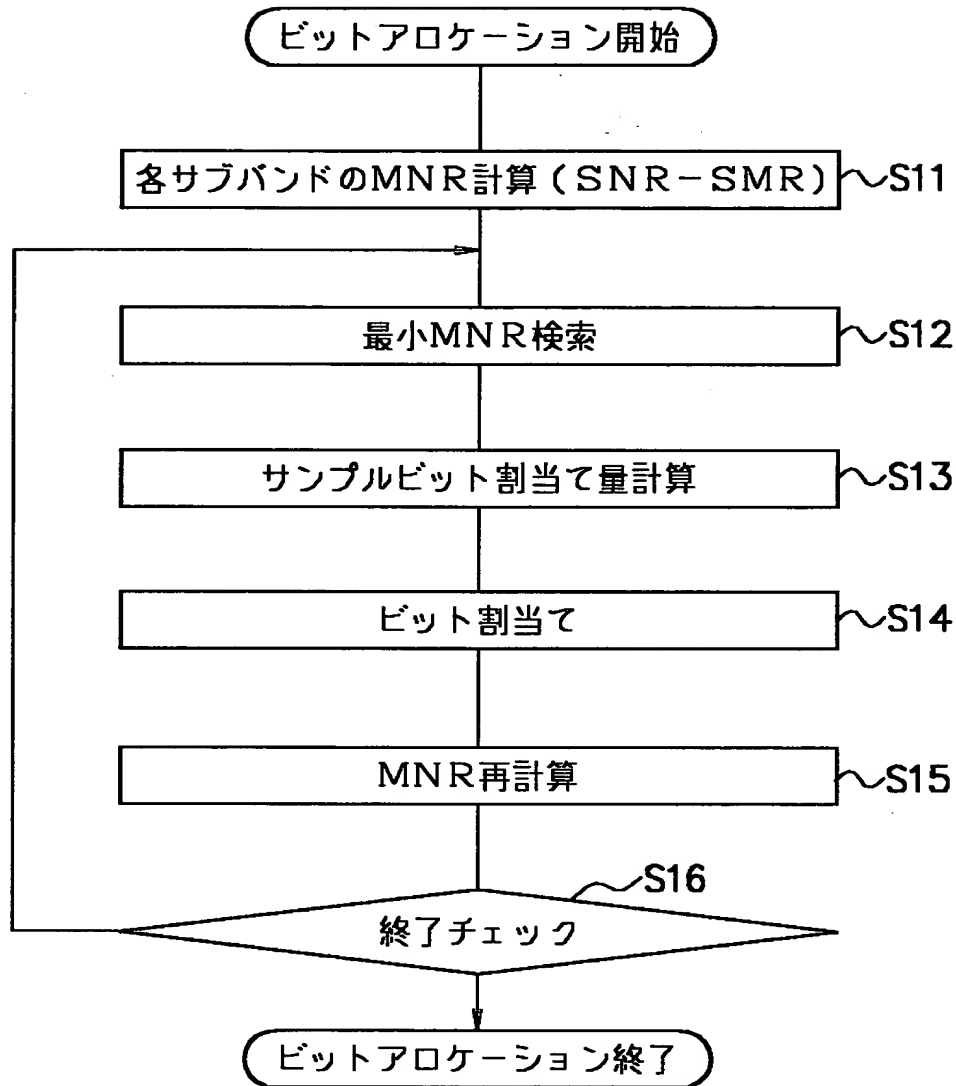 ビットアロケーション開始
各サブバンドのMNR計算(SNR-SMR)
S11
最小MNR検索
S12
サンプルビット割当て量計算
S13
ビット割当て
S14
MNR再計算
S15
S16
終了チェック
ビットアロケーション終了